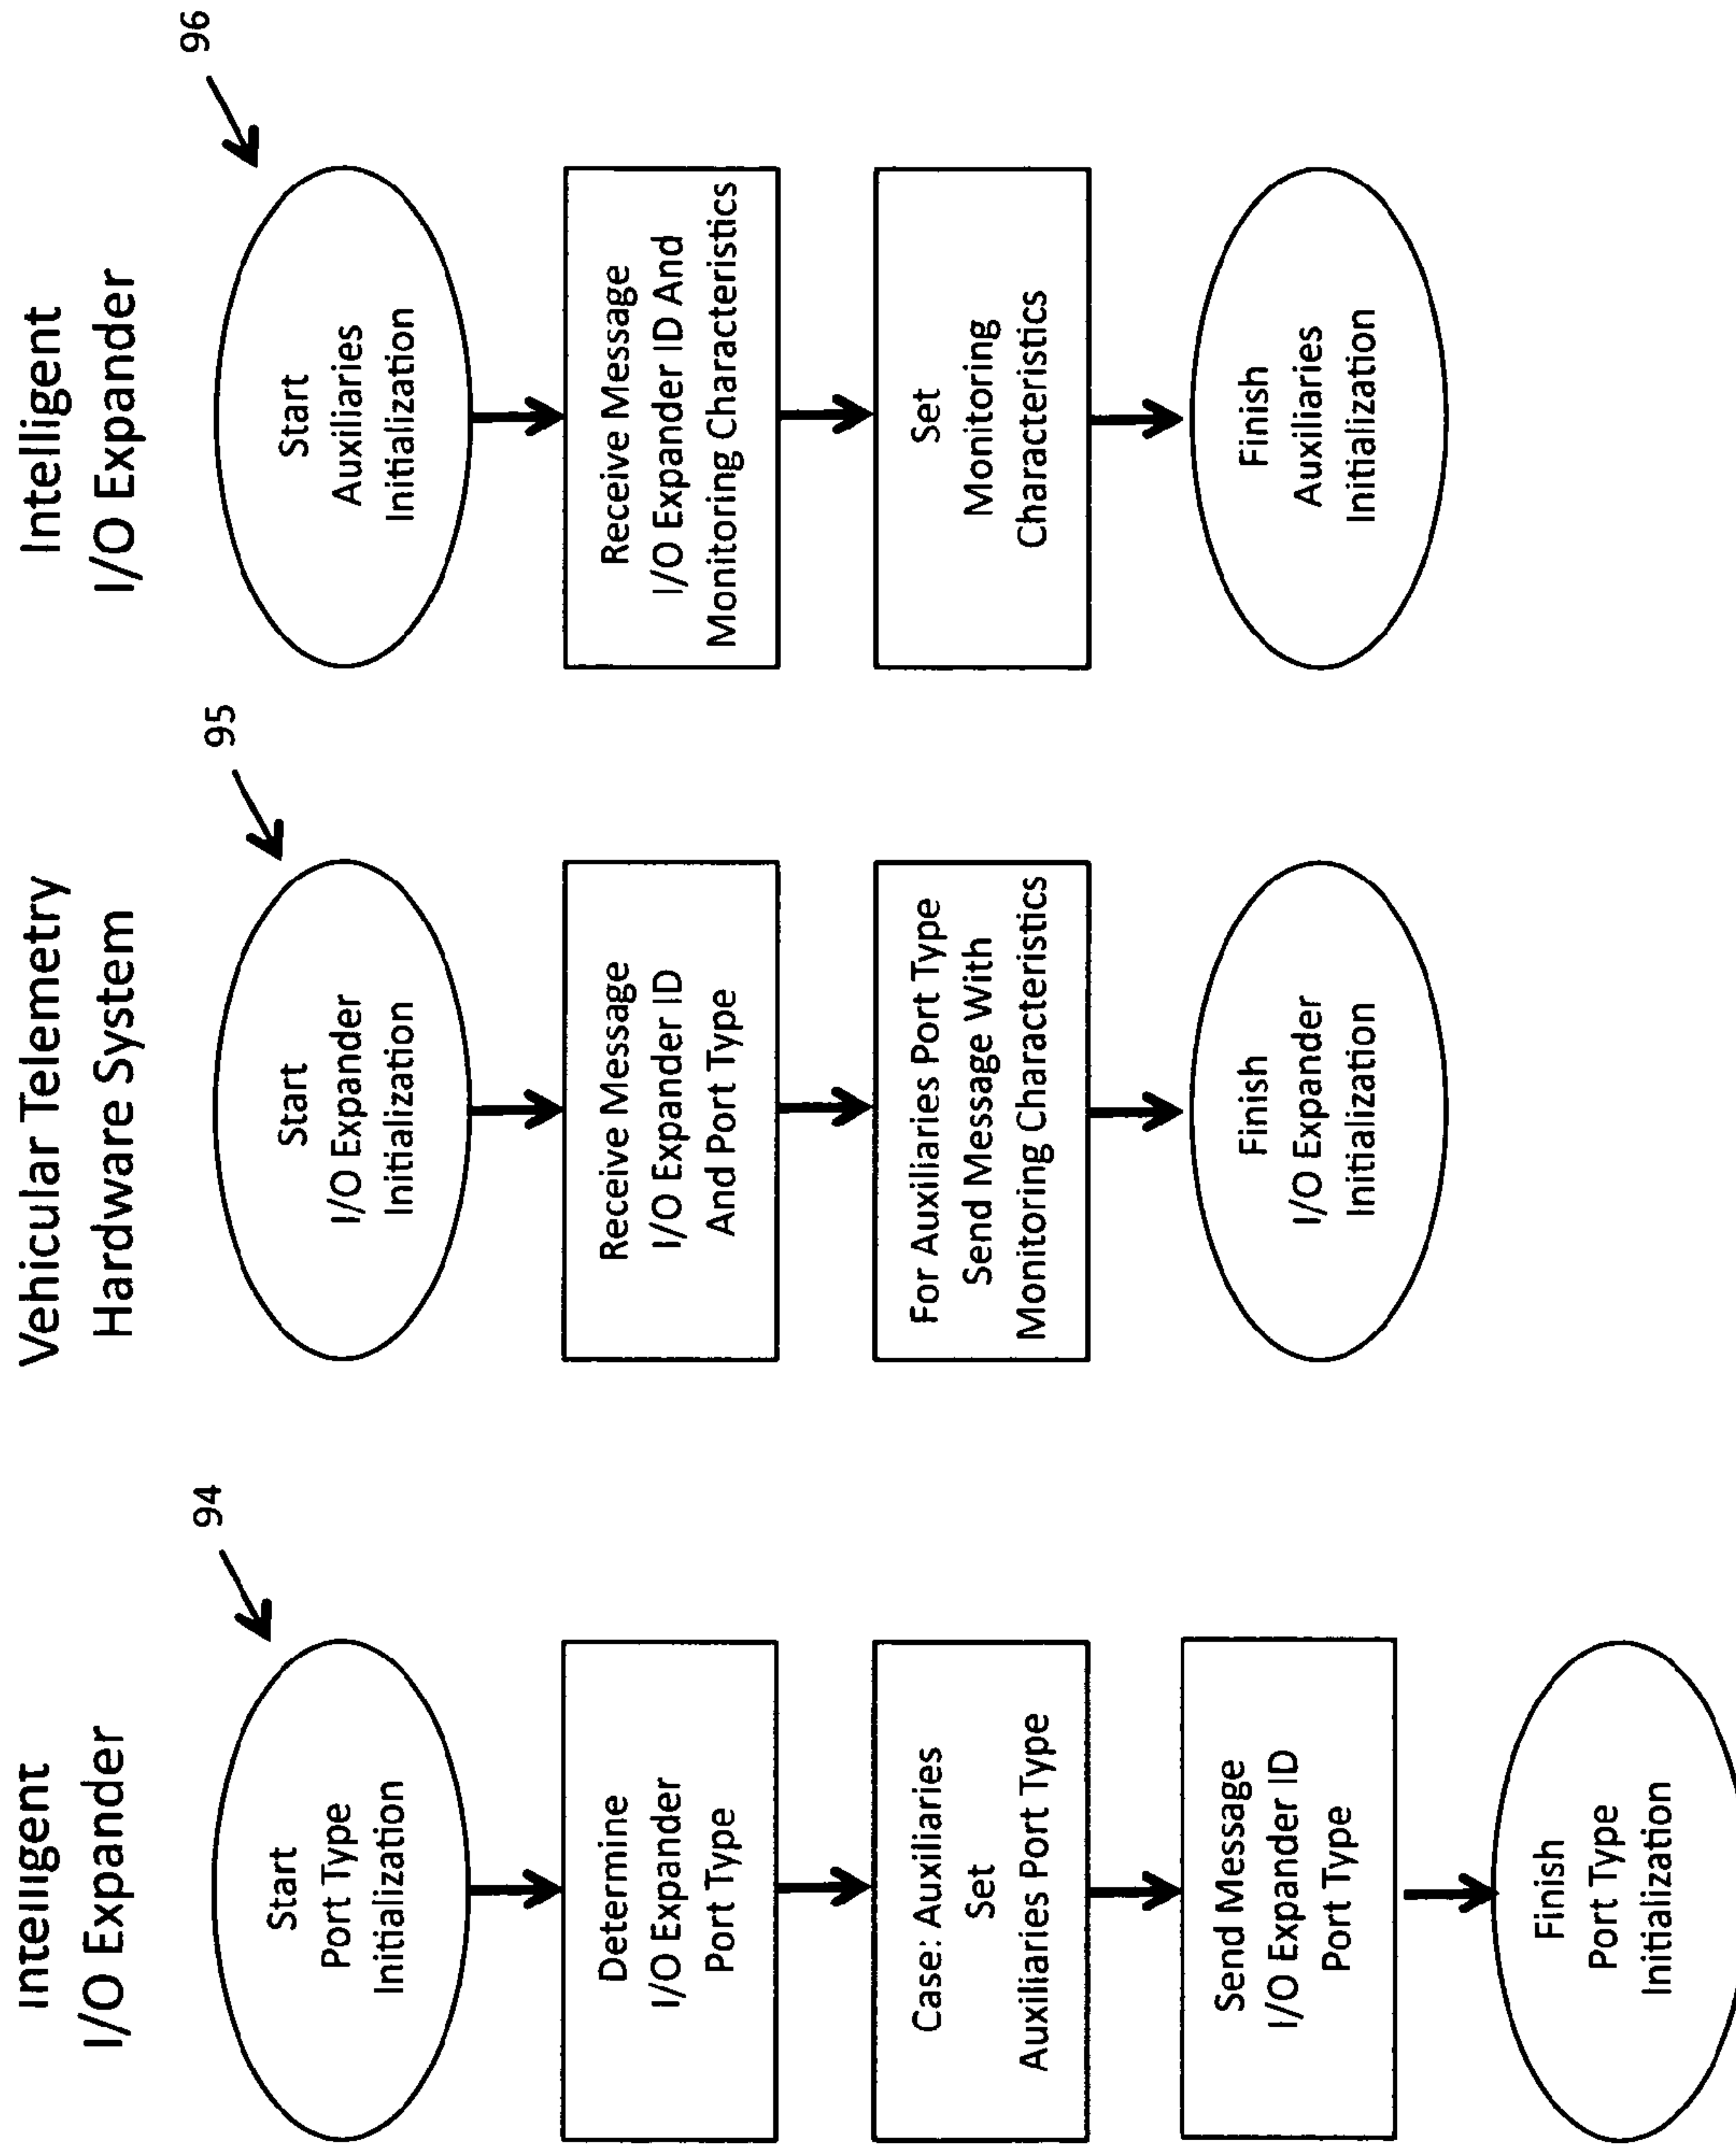 Intelligent
I/O Expander
94
Start
Port Type
Initialization
Determine
I/O Expander
Port Type
Case: Auxiliaries
Set
Auxiliaries Port Type
Send Message
I/O Expander ID
Port Type
Finish
Port Type
Initialization
Vehicular Telemetry
Hardware System
95
Start
I/O Expander
Initialization
Receive Message
I/O Expander ID
And Port Type
For Auxiliaries Port Type
Send Message With
Monitoring Characteristics
Finish
I/O Expander
Initialization
Intelligent
I/O Expander
96
Start
Auxiliaries
Initialization
Receive Message
I/O Expander ID And
Monitoring Characteristics
Set
Monitoring
Characteristics
Finish
Auxiliaries
Initialization